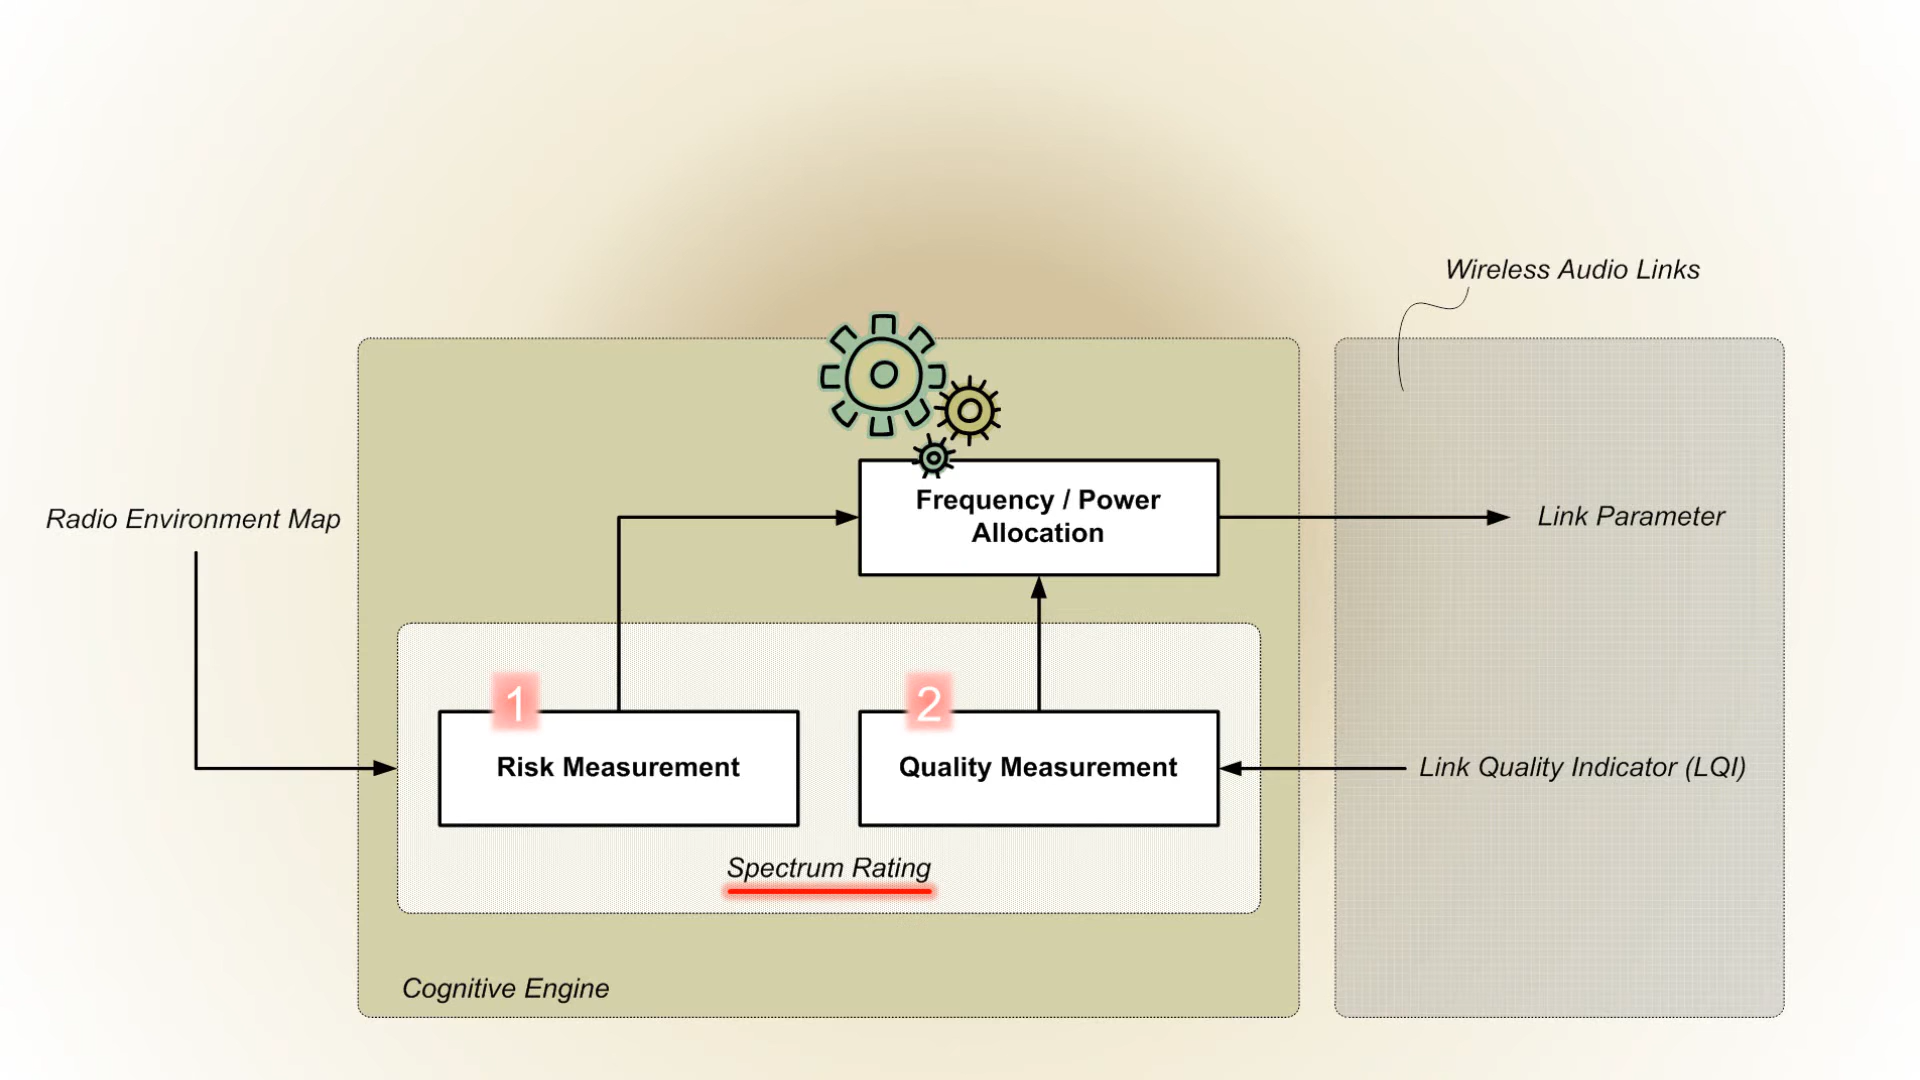 Wireless Audio Links
Frequency / Power
Allocation
Radio Environment Map
Link Parameter
1
2
Risk Measurement
Quality Measurement
Link Quality Indicator (LQI)
Spectrum Rating
Cognitive Engine